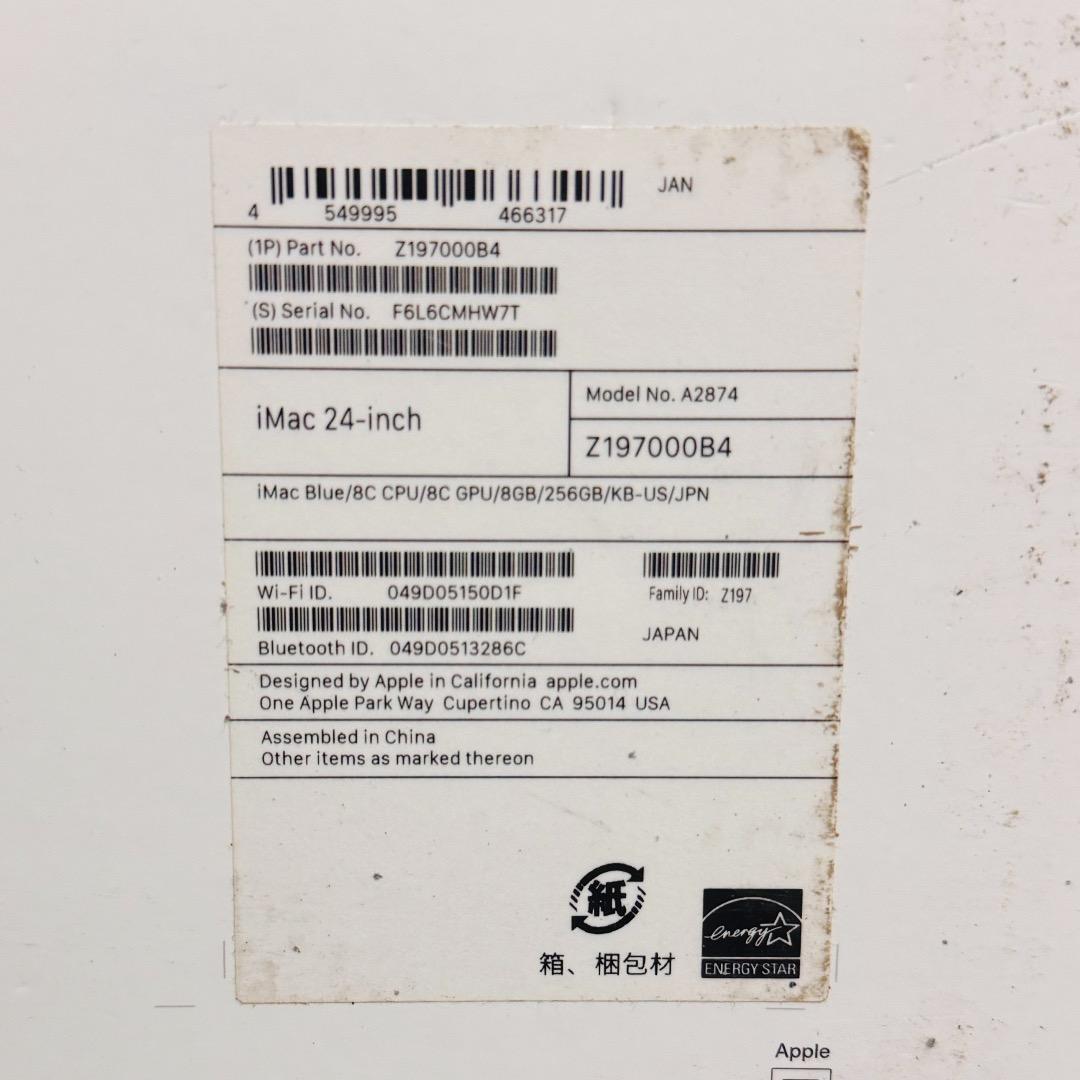 JAN
4 549995 466317
(1P) Part No. Z197000B4
(S) Serial No. F6L6CMHW7T
iMac 24-inch
Model No. A2874
Z197000B4
iMac Blue/8C CPU/8C GPU/8GB/256GB/KB-US/JPN
Wi-Fi ID. 049D05150D1F
Family ID: Z197
Bluetooth ID. 049D0513286C
JAPAN
Designed by Apple in California apple.com
One Apple Park Way Cupertino CA 95014 USA
Assembled in China
Other items as marked thereon
紙
箱、梱包材
energy
ENERGY STAR
Apple